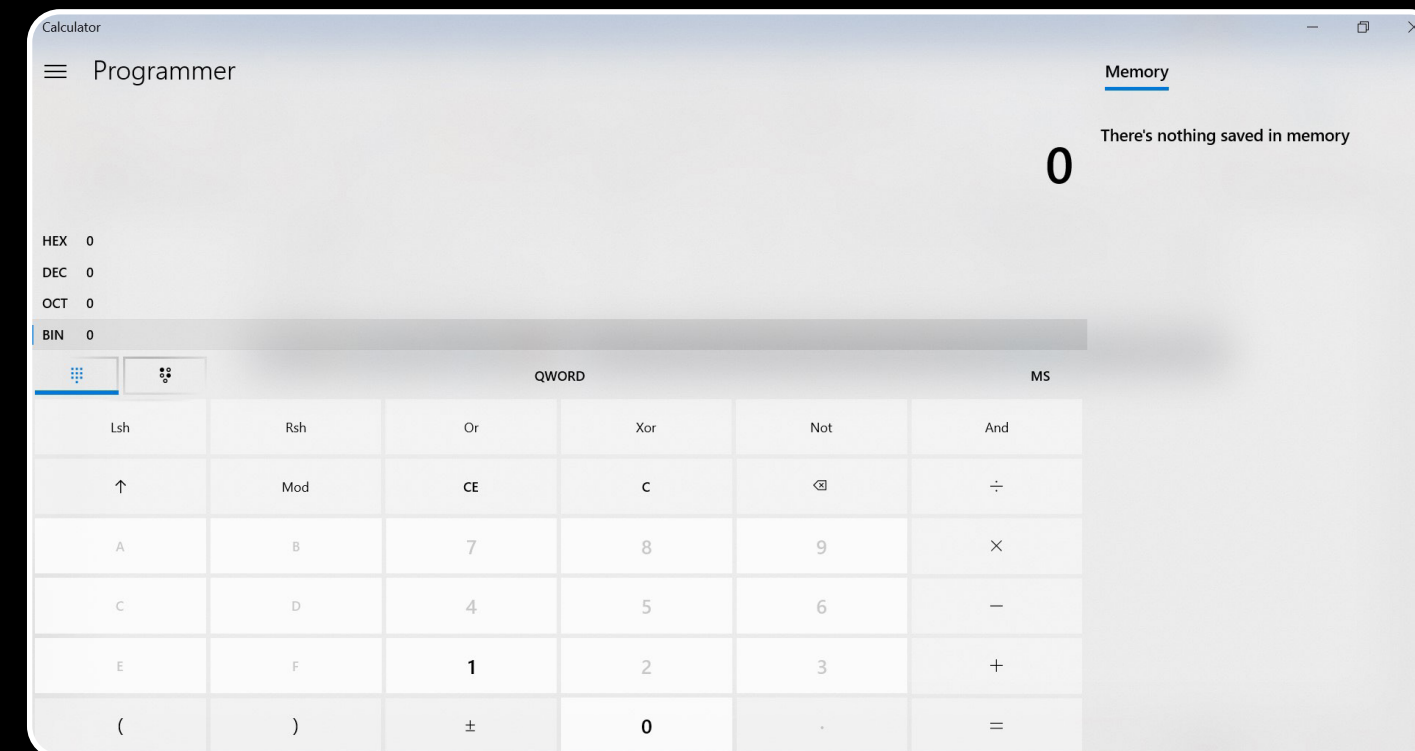 Calculator
Programmer
Memory
There's nothing saved in memory
0
HEX 0
DEC 0
OCT 0
BIN 0
QWORD MS
Lsh Rsh Or Xor Not And
↑ Mod CE C ⌫ ÷
A B 7 8 9 ×
C D 4 5 6 −
E F 1 2 3 +
( ) ± 0 . =